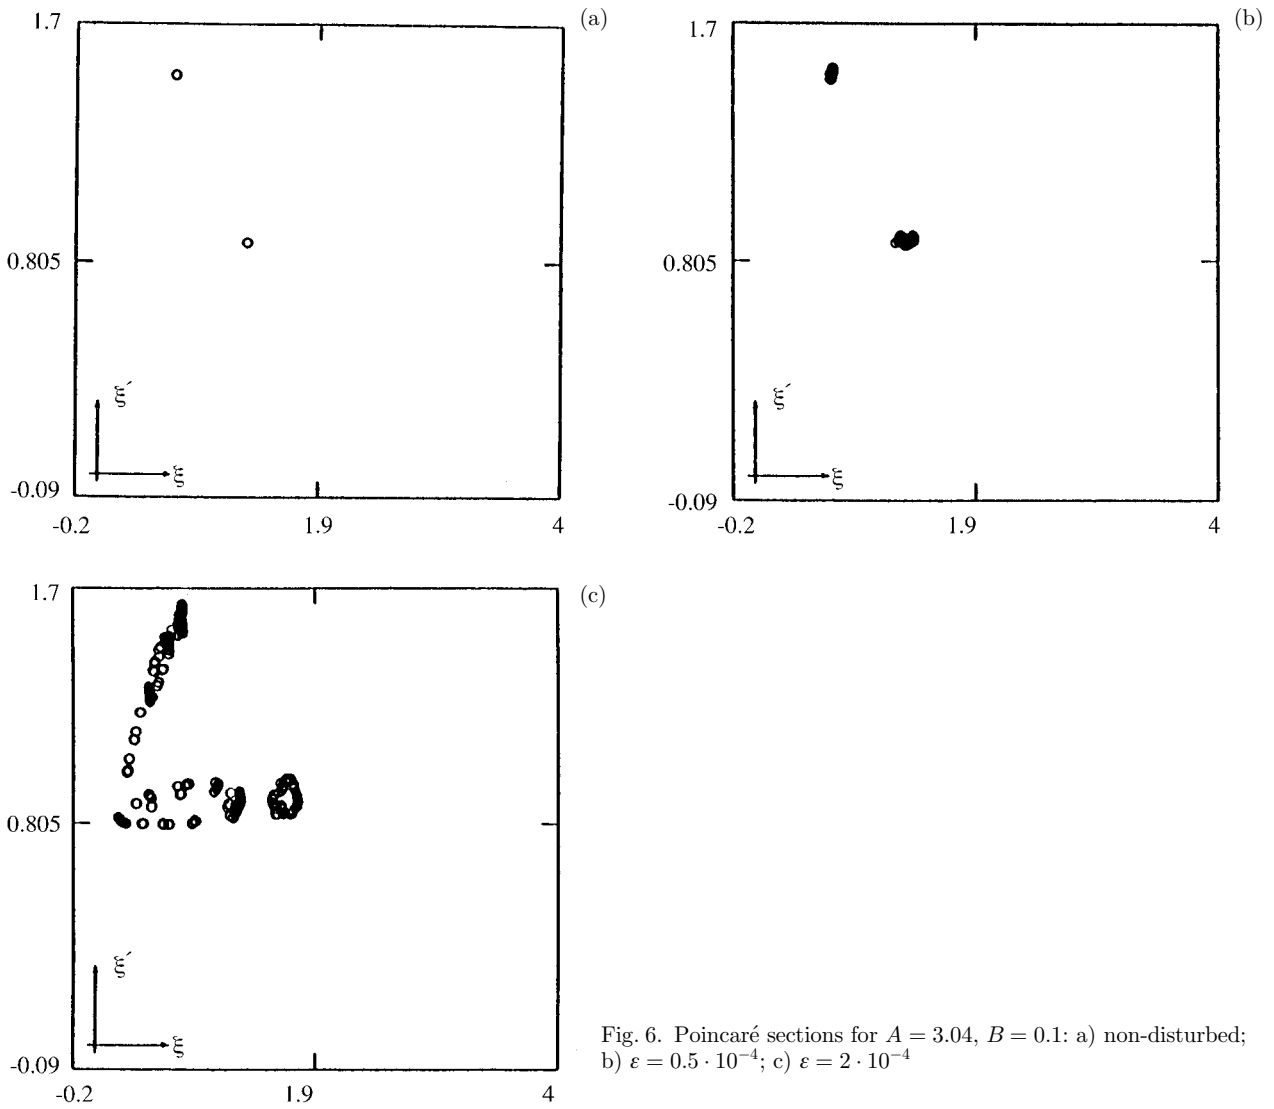 1.7
(a)
0.805
ξ′
ξ
-0.09
-0.2
1.9
4
1.7
(b)
0.805
ξ′
ξ
-0.09
-0.2
1.9
4
1.7
(c)
0.805
ξ′
ξ
-0.09
-0.2
1.9
4
Fig. 6. Poincaré sections for A = 3.04, B = 0.1: a) non-disturbed;
b) ε = 0.5 · 10⁻⁴; c) ε = 2 · 10⁻⁴